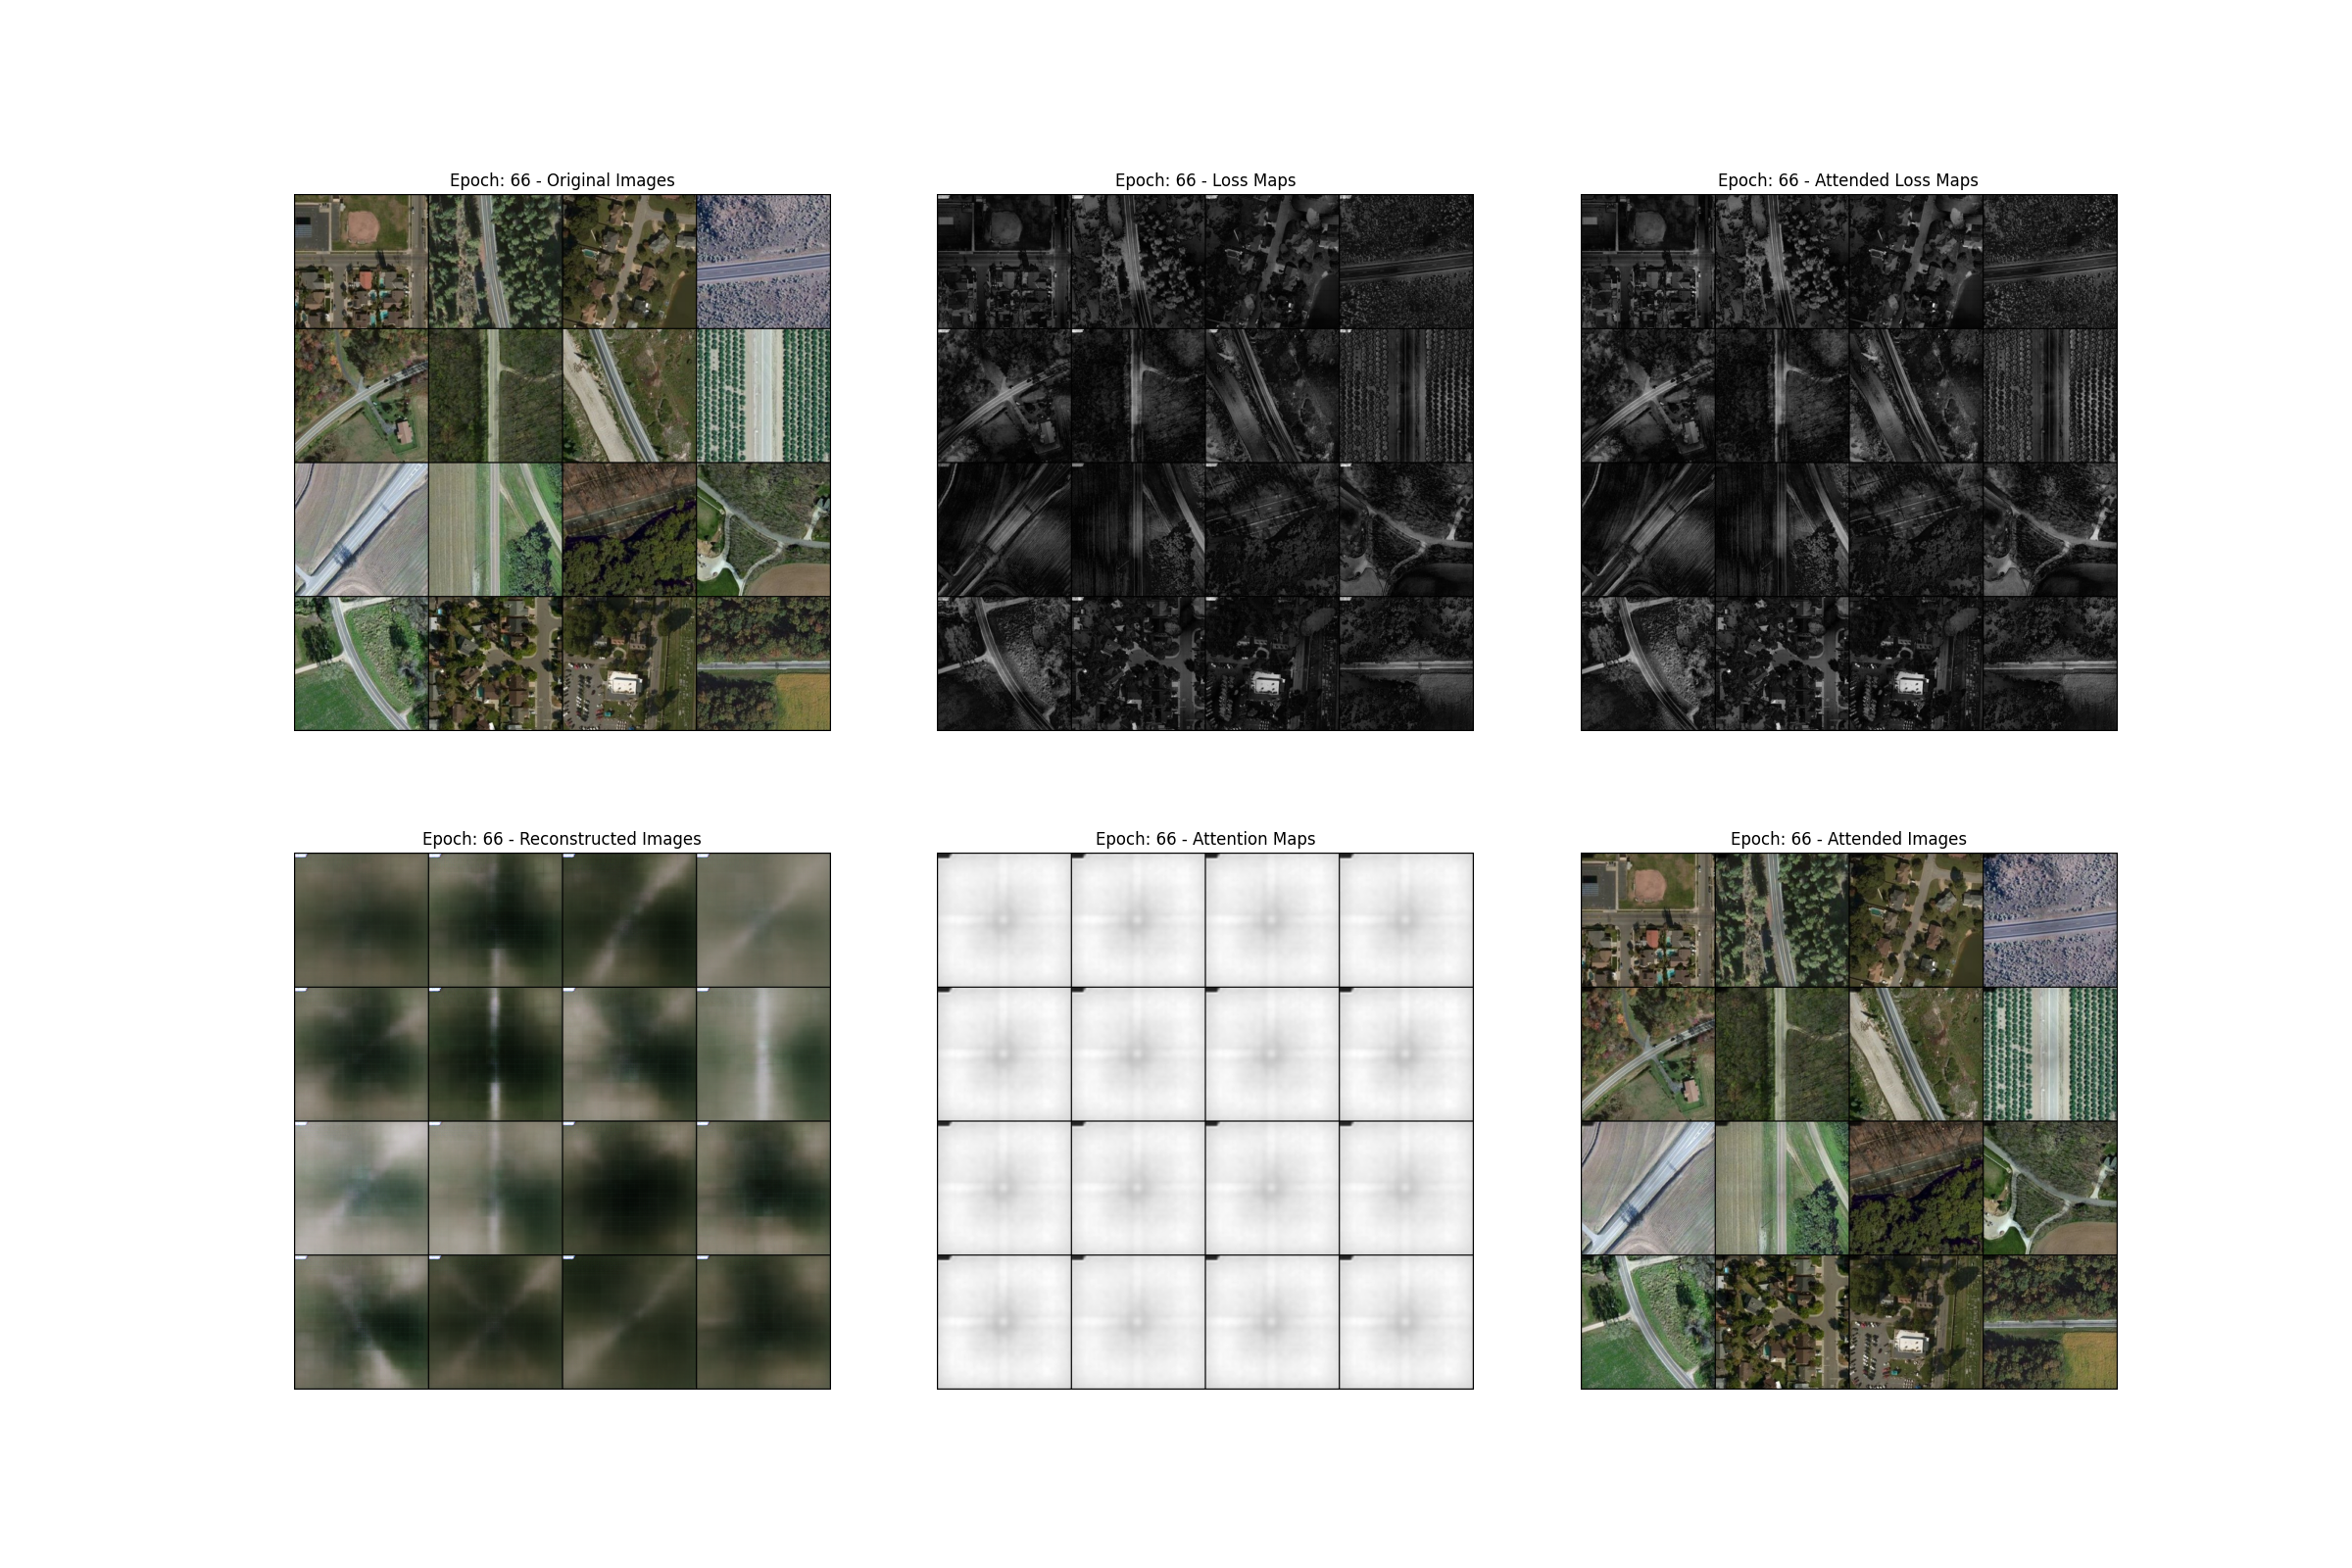 Epoch: 66 - Original Images
Epoch: 66 - Loss Maps
Epoch: 66 - Attended Loss Maps
Epoch: 66 - Reconstructed Images
Epoch: 66 - Attention Maps
Epoch: 66 - Attended Images